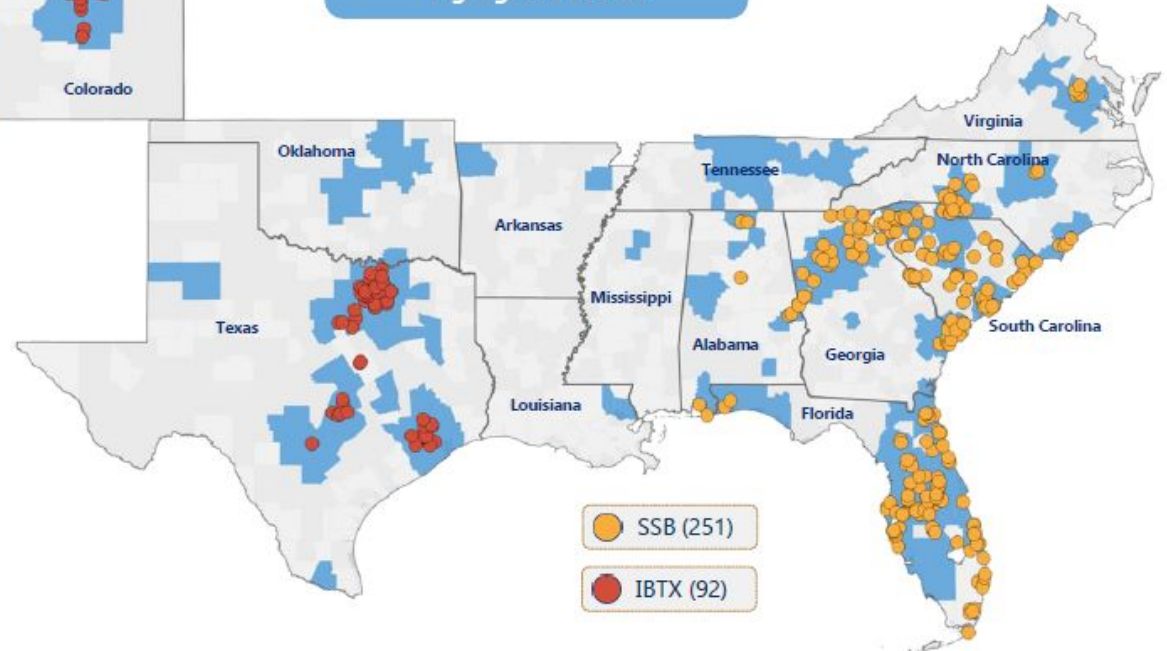 Colorado
Virginia
Oklahoma
North Carolina
Tennessee
Arkansas
Mississippi
Texas
South Carolina
Alabama
Georgia
Louisiana
Florida
SSB (251)
IBTX (92)